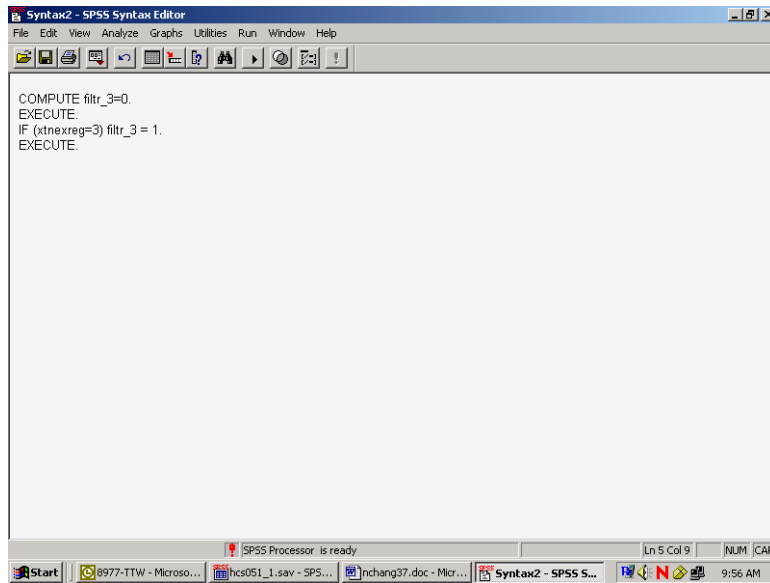 Syntax2 - SPSS Syntax Editor
File Edit View Analyze Graphs Utilities Run Window Help
COMPUTE filtr_3=0.
EXECUTE.
IF (xtnexreg=3) filtr_3 = 1.
EXECUTE.
SPSS Processor is ready
Ln 5 Col 9
NUM
CAP
Start
8977-TTW - Microso...
hcs051_1.sav - SPS...
nchang37.doc - Micr...
Syntax2 - SPSS S...
9:56 AM